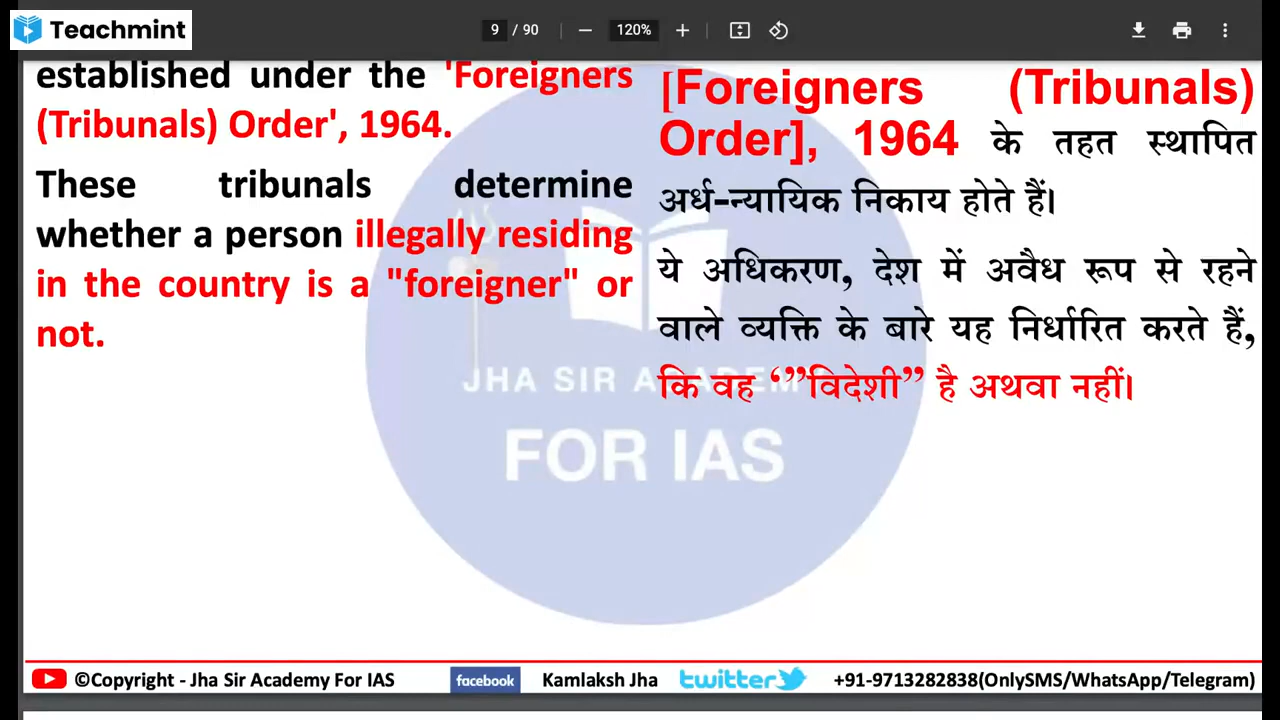 Teachmint
9 / 90
120%
established under the 'Foreigners
(Tribunals) Order', 1964.
These tribunals determine
whether a person illegally residing
in the country is a "foreigner" or
not.
[Foreigners (Tribunals)
Order], 1964 के तहत स्थापित
अर्ध-न्यायिक निकाय होते हैं।
ये अधिकरण, देश में अवैध रूप से रहने
वाले व्यक्ति के बारे यह निर्धारित करते हैं,
कि वह ‘”विदेशी” है अथवा नहीं।
JHA SIR ACADEMY
FOR IAS
©Copyright - Jha Sir Academy For IAS
facebook
Kamlaksh Jha
twitter
+91-9713282838(OnlySMS/WhatsApp/Telegram)